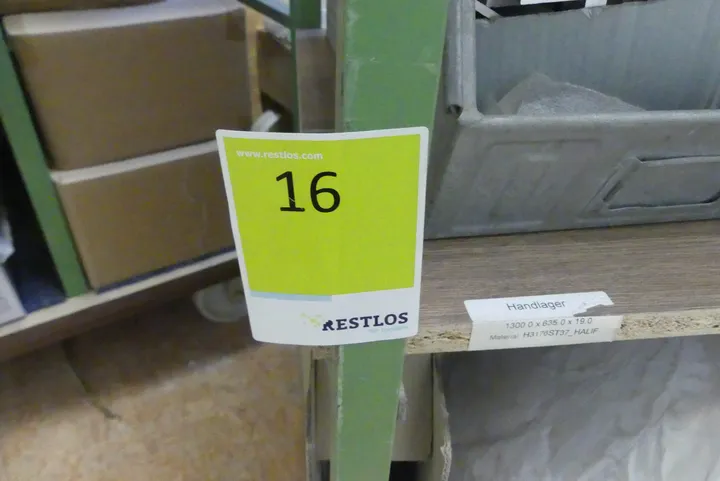 www.restlos.com
16
RESTLOS
Handlager
1300.0 x 635.0 x 19.0
Material: H3176ST37_HALIF